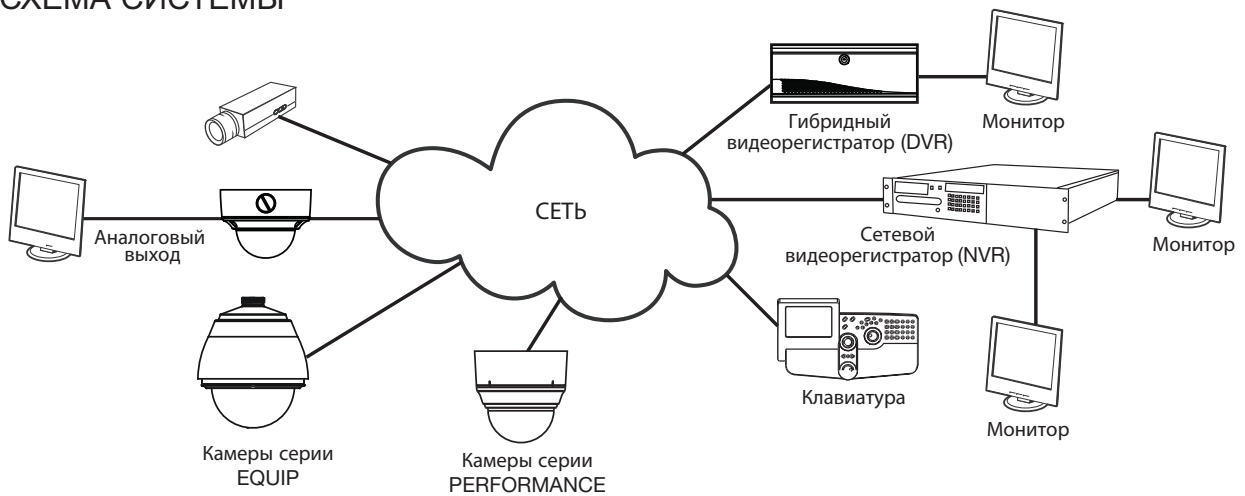 СХЕМА СИСТЕМЫ
Гибридный
видеорегистратор (DVR)
Монитор
СЕТЬ
Аналоговый
выход
Сетевой
видеорегистратор (NVR)
Монитор
Клавиатура
Монитор
Камеры серии
EQUIP
Камеры серии
PERFORMANCE